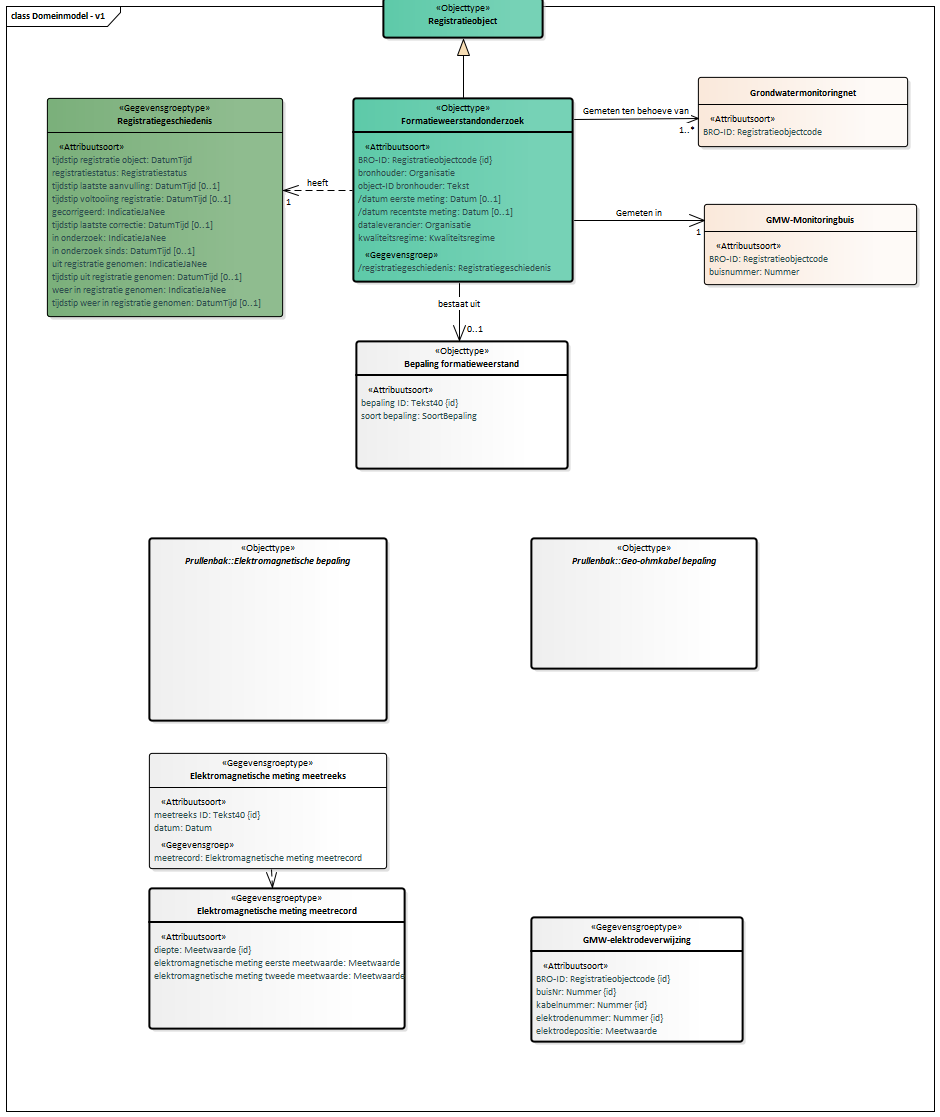 class Domeinmodel - v1
«Objecttype»
Registratieobject
«Gegevensgroeptype»
Registratiegeschiedenis
«Attribuutsoort»
tijdstip registratie object: DatumTijd
registratiestatus: Registratiestatus
tijdstip laatste aanvulling: DatumTijd [0..1]
tijdstip voltooiing registratie: DatumTijd [0..1]
gecorrigeerd: IndicatieJaNee
tijdstip laatste correctie: DatumTijd [0..1]
in onderzoek: IndicatieJaNee
in onderzoek sinds: DatumTijd [0..1]
uit registratie genomen: IndicatieJaNee
tijdstip uit registratie genomen: DatumTijd [0..1]
weer in registratie genomen: IndicatieJaNee
tijdstip weer in registratie genomen: DatumTijd [0..1]
heeft
1
«Objecttype»
Formatieweerstandonderzoek
«Attribuutsoort»
BRO-ID: Registratieobjectcode {id}
bronhouder: Organisatie
object-ID bronhouder: Tekst
/datum eerste meting: Datum [0..1]
/datum recentste meting: Datum [0..1]
dataleverancier: Organisatie
kwaliteitsregime: Kwaliteitsregime
«Gegevensgroep»
/registratiegeschiedenis: Registratiegeschiedenis
Gemeten ten behoeve van
1..*
Grondwatermonitoringnet
«Attribuutsoort»
BRO-ID: Registratieobjectcode
Gemeten in
1
GMW-Monitoringbuis
«Attribuutsoort»
BRO-ID: Registratieobjectcode
buisnummer: Nummer
bestaat uit
0..1
«Objecttype»
Bepaling formatieweerstand
«Attribuutsoort»
bepaling ID: Tekst40 {id}
soort bepaling: SoortBepaling
«Objecttype»
Prullenbak::Elektromagnetische bepaling
«Objecttype»
Prullenbak::Geo-ohmkabel bepaling
«Gegevensgroeptype»
Elektromagnetische meting meetreeks
«Attribuutsoort»
meetreeks ID: Tekst40 {id}
datum: Datum
«Gegevensgroep»
meetrecord: Elektromagnetische meting meetrecord
«Gegevensgroeptype»
Elektromagnetische meting meetrecord
«Attribuutsoort»
diepte: Meetwaarde {id}
elektromagnetische meting eerste meetwaarde: Meetwaarde
elektromagnetische meting tweede meetwaarde: Meetwaarde
«Gegevensgroeptype»
GMW-elektrodeverwijzing
«Attribuutsoort»
BRO-ID: Registratieobjectcode {id}
buisNr: Nummer {id}
kabelnummer: Nummer {id}
elektrodenummer: Nummer {id}
elektrodepositie: Meetwaarde